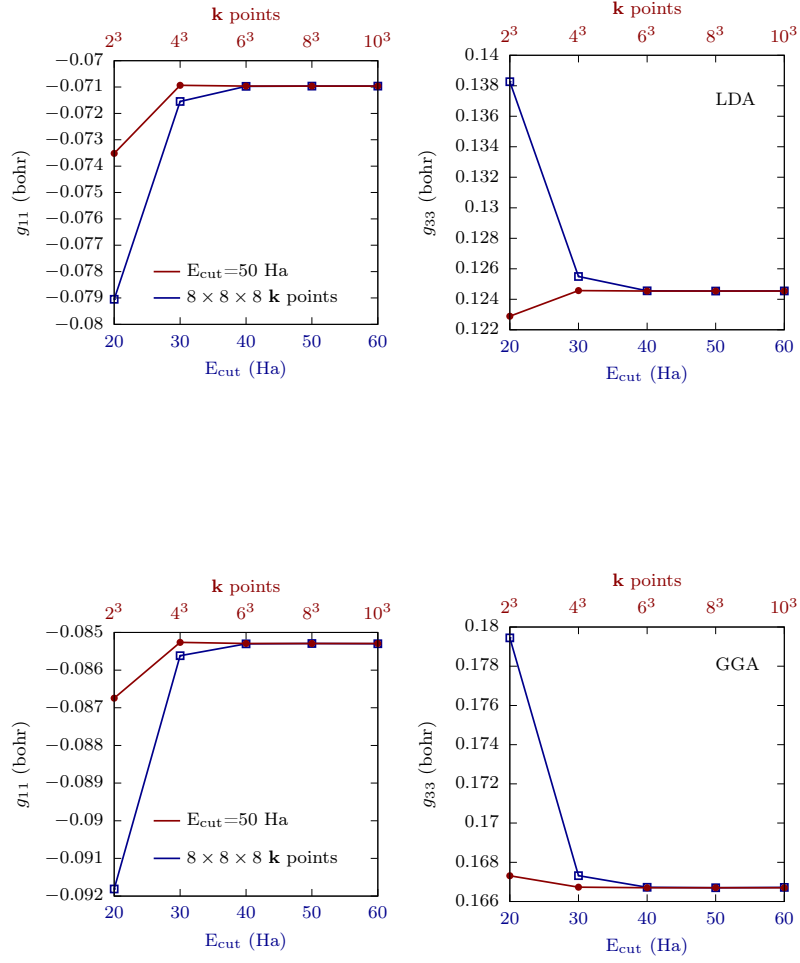 k points
2³ 4³ 6³ 8³ 10³
−0.07
−0.071
−0.072
−0.073
−0.074
−0.075
−0.076
−0.077
−0.078
−0.079
−0.08
g₁₁ (bohr)
E_cut=50 Ha
8 × 8 × 8 k points
20 30 40 50 60
E_cut (Ha)
k points
2³ 4³ 6³ 8³ 10³
0.14
0.138
0.136
0.134
0.132
0.13
0.128
0.126
0.124
0.122
g₃₃ (bohr)
LDA
20 30 40 50 60
E_cut (Ha)
k points
2³ 4³ 6³ 8³ 10³
−0.085
−0.086
−0.087
−0.088
−0.089
−0.09
−0.091
−0.092
g₁₁ (bohr)
E_cut=50 Ha
8 × 8 × 8 k points
20 30 40 50 60
E_cut (Ha)
k points
2³ 4³ 6³ 8³ 10³
0.18
0.178
0.176
0.174
0.172
0.17
0.168
0.166
g₃₃ (bohr)
GGA
20 30 40 50 60
E_cut (Ha)